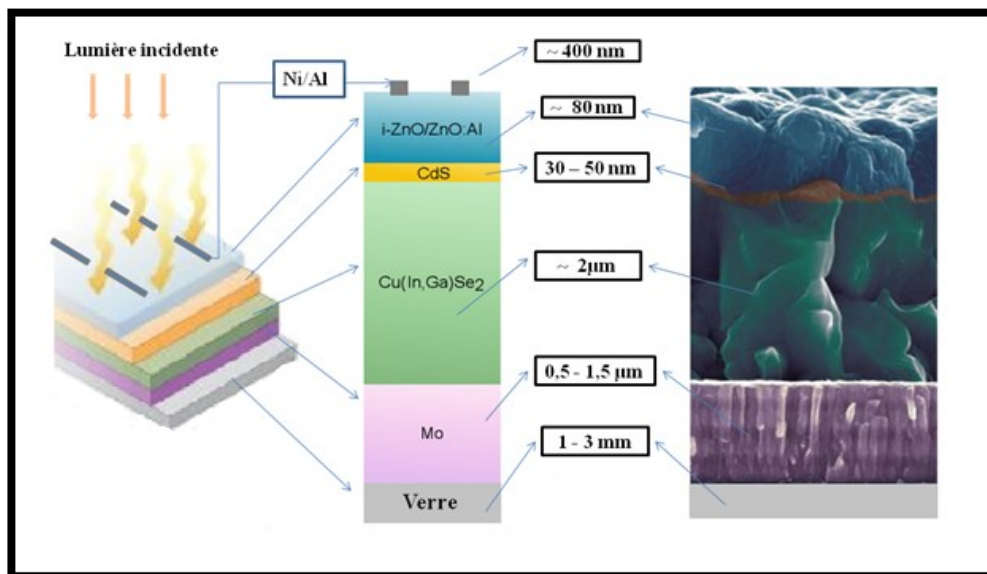 Lumière incidente
Ni/Al
~ 400 nm
i-ZnO/ZnO:Al
~ 80 nm
CdS
30 – 50 nm
Cu(In,Ga)Se2
~ 2µm
0,5 - 1,5 µm
Mo
1 - 3 mm
Verre